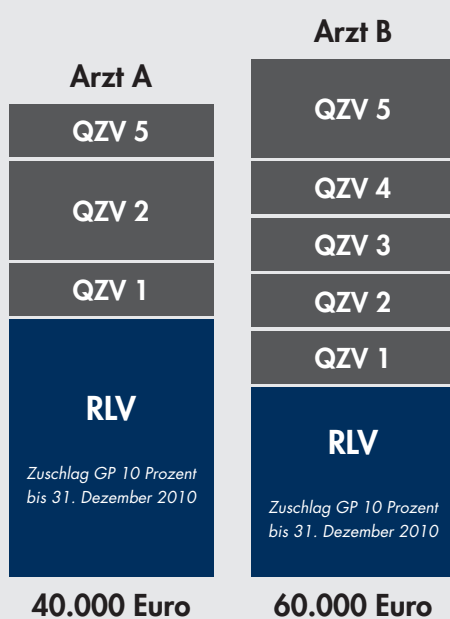 Arzt A
QZV 5
QZV 2
QZV 1
RLV
Zuschlag GP 10 Prozent
bis 31. Dezember 2010
40.000 Euro
Arzt B
QZV 5
QZV 4
QZV 3
QZV 2
QZV 1
RLV
Zuschlag GP 10 Prozent
bis 31. Dezember 2010
60.000 Euro